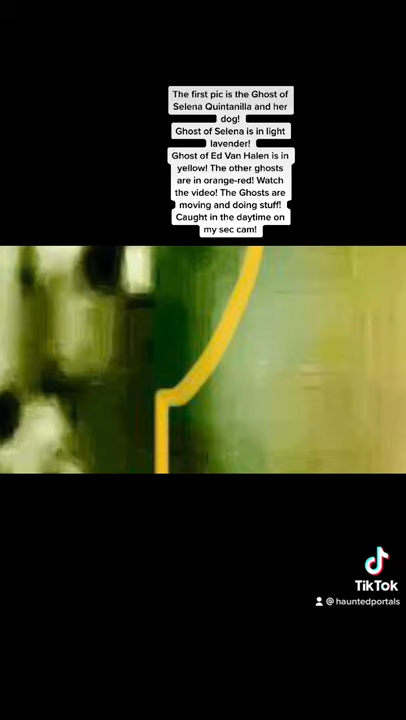 The first pic is the Ghost of
Selena Quintanilla and her
dog!
Ghost of Selena is in light
lavender!
Ghost of Ed Van Halen is in
yellow! The other ghosts
are in orange-red! Watch
the video! The Ghosts are
moving and doing stuff!
Caught in the daytime on
my sec cam!
TikTok
@hauntedportals